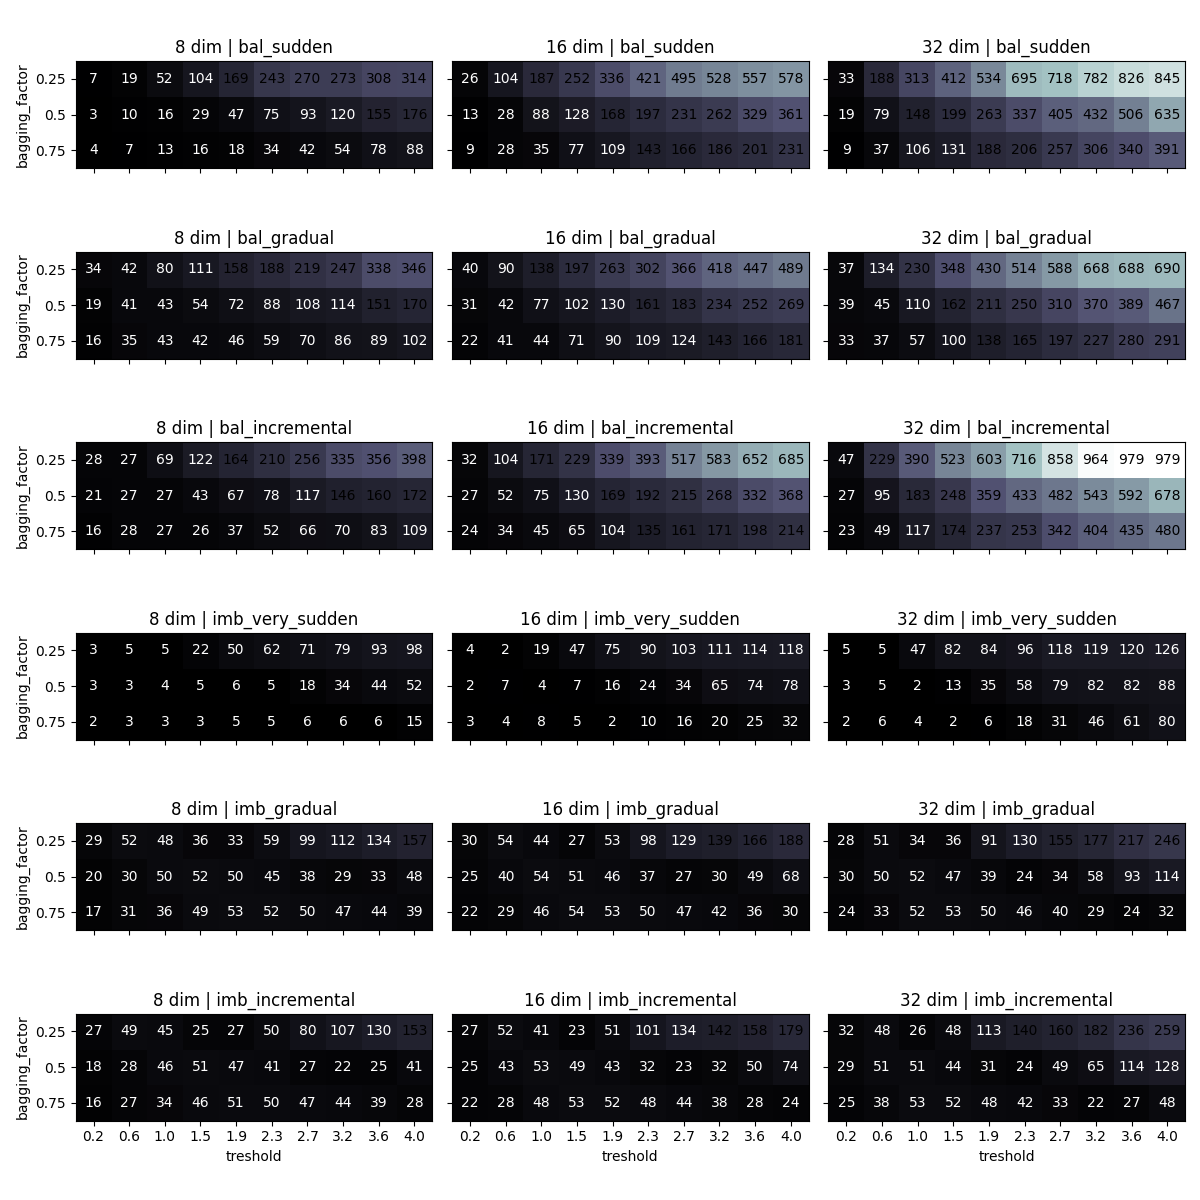 8 dim | bal_sudden 16 dim | bal_sudden 32 dim | bal_sudden
bagging_factor
0.25 7 19 52 104 169 243 270 273 308 314 26 104 187 252 336 421 495 528 557 578 33 188 313 412 534 695 718 782 826 845
0.5 3 10 16 29 47 75 93 120 155 176 13 28 88 128 168 197 231 262 329 361 19 79 148 199 263 337 405 432 506 635
0.75 4 7 13 16 18 34 42 54 78 88 9 28 35 77 109 143 166 186 201 231 9 37 106 131 188 206 257 306 340 391
8 dim | bal_gradual 16 dim | bal_gradual 32 dim | bal_gradual
bagging_factor
0.25 34 42 80 111 158 188 219 247 338 346 40 90 138 197 263 302 366 418 447 489 37 134 230 348 430 514 588 668 688 690
0.5 19 41 43 54 72 88 108 114 151 170 31 42 77 102 130 161 183 234 252 269 39 45 110 162 211 250 310 370 389 467
0.75 16 35 43 42 46 59 70 86 89 102 22 41 44 71 90 109 124 143 166 181 33 37 57 100 138 165 197 227 280 291
8 dim | bal_incremental 16 dim | bal_incremental 32 dim | bal_incremental
bagging_factor
0.25 28 27 69 122 164 210 256 335 356 398 32 104 171 229 339 393 517 583 652 685 47 229 390 523 603 716 858 964 979 979
0.5 21 27 27 43 67 78 117 146 160 172 27 52 75 130 169 192 215 268 332 368 27 95 183 248 359 433 482 543 592 678
0.75 16 28 27 26 37 52 66 70 83 109 24 34 45 65 104 135 161 171 198 214 23 49 117 174 237 253 342 404 435 480
8 dim | imb_very_sudden 16 dim | imb_very_sudden 32 dim | imb_very_sudden
bagging_factor
0.25 3 5 5 22 50 62 71 79 93 98 4 2 19 47 75 90 103 111 114 118 5 5 47 82 84 96 118 119 120 126
0.5 3 3 4 5 6 5 18 34 44 52 2 7 4 7 16 24 34 65 74 78 3 5 2 13 35 58 79 82 82 88
0.75 2 3 3 3 5 5 6 6 6 15 3 4 8 5 2 10 16 20 25 32 2 6 4 2 6 18 31 46 61 80
8 dim | imb_gradual 16 dim | imb_gradual 32 dim | imb_gradual
bagging_factor
0.25 29 52 48 36 33 59 99 112 134 157 30 54 44 27 53 98 129 139 166 188 28 51 34 36 91 130 155 177 217 246
0.5 20 30 50 52 50 45 38 29 33 48 25 40 54 51 46 37 27 30 49 68 30 50 52 47 39 24 34 58 93 114
0.75 17 31 36 49 53 52 50 47 44 39 22 29 46 54 53 50 47 42 36 30 24 33 52 53 50 46 40 29 24 32
8 dim | imb_incremental 16 dim | imb_incremental 32 dim | imb_incremental
bagging_factor
0.25 27 49 45 25 27 50 80 107 130 153 27 52 41 23 51 101 134 142 158 179 32 48 26 48 113 140 160 182 236 259
0.5 18 28 46 51 47 41 27 22 25 41 25 43 53 49 43 32 23 32 50 74 29 51 51 44 31 24 49 65 114 128
0.75 16 27 34 46 51 50 47 44 39 28 22 28 48 53 52 48 44 38 28 24 25 38 53 52 48 42 33 22 27 48
0.2 0.6 1.0 1.5 1.9 2.3 2.7 3.2 3.6 4.0 0.2 0.6 1.0 1.5 1.9 2.3 2.7 3.2 3.6 4.0 0.2 0.6 1.0 1.5 1.9 2.3 2.7 3.2 3.6 4.0
treshold treshold treshold